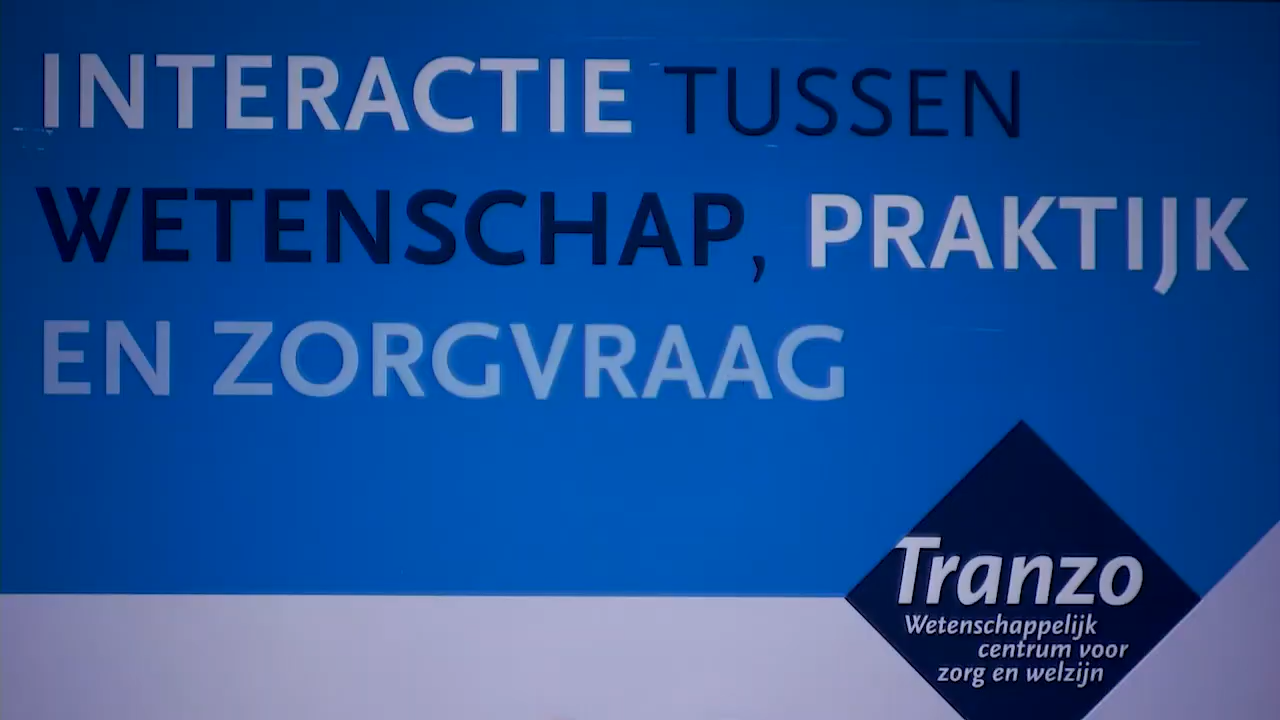 INTERACTIE TUSSEN
WETENSCHAP, PRAKTIJK
EN ZORGVRAAG
Tranzo
Wetenschappelijk
centrum voor
zorg en welzijn